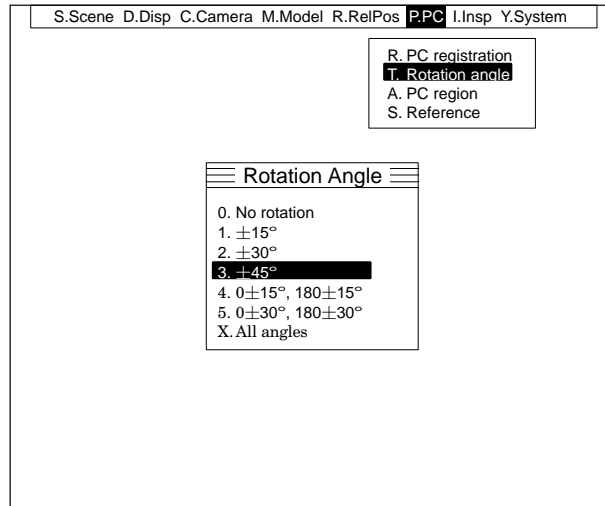 S.Scene D.Disp C.Camera M.Model R.RelPos P.PC I.Insp Y.System
R. PC registration
T. Rotation angle
A. PC region
S. Reference
Rotation Angle
0. No rotation
1. ±15°
2. ±30°
3. ±45°
4. 0±15°, 180±15°
5. 0±30°, 180±30°
X. All angles